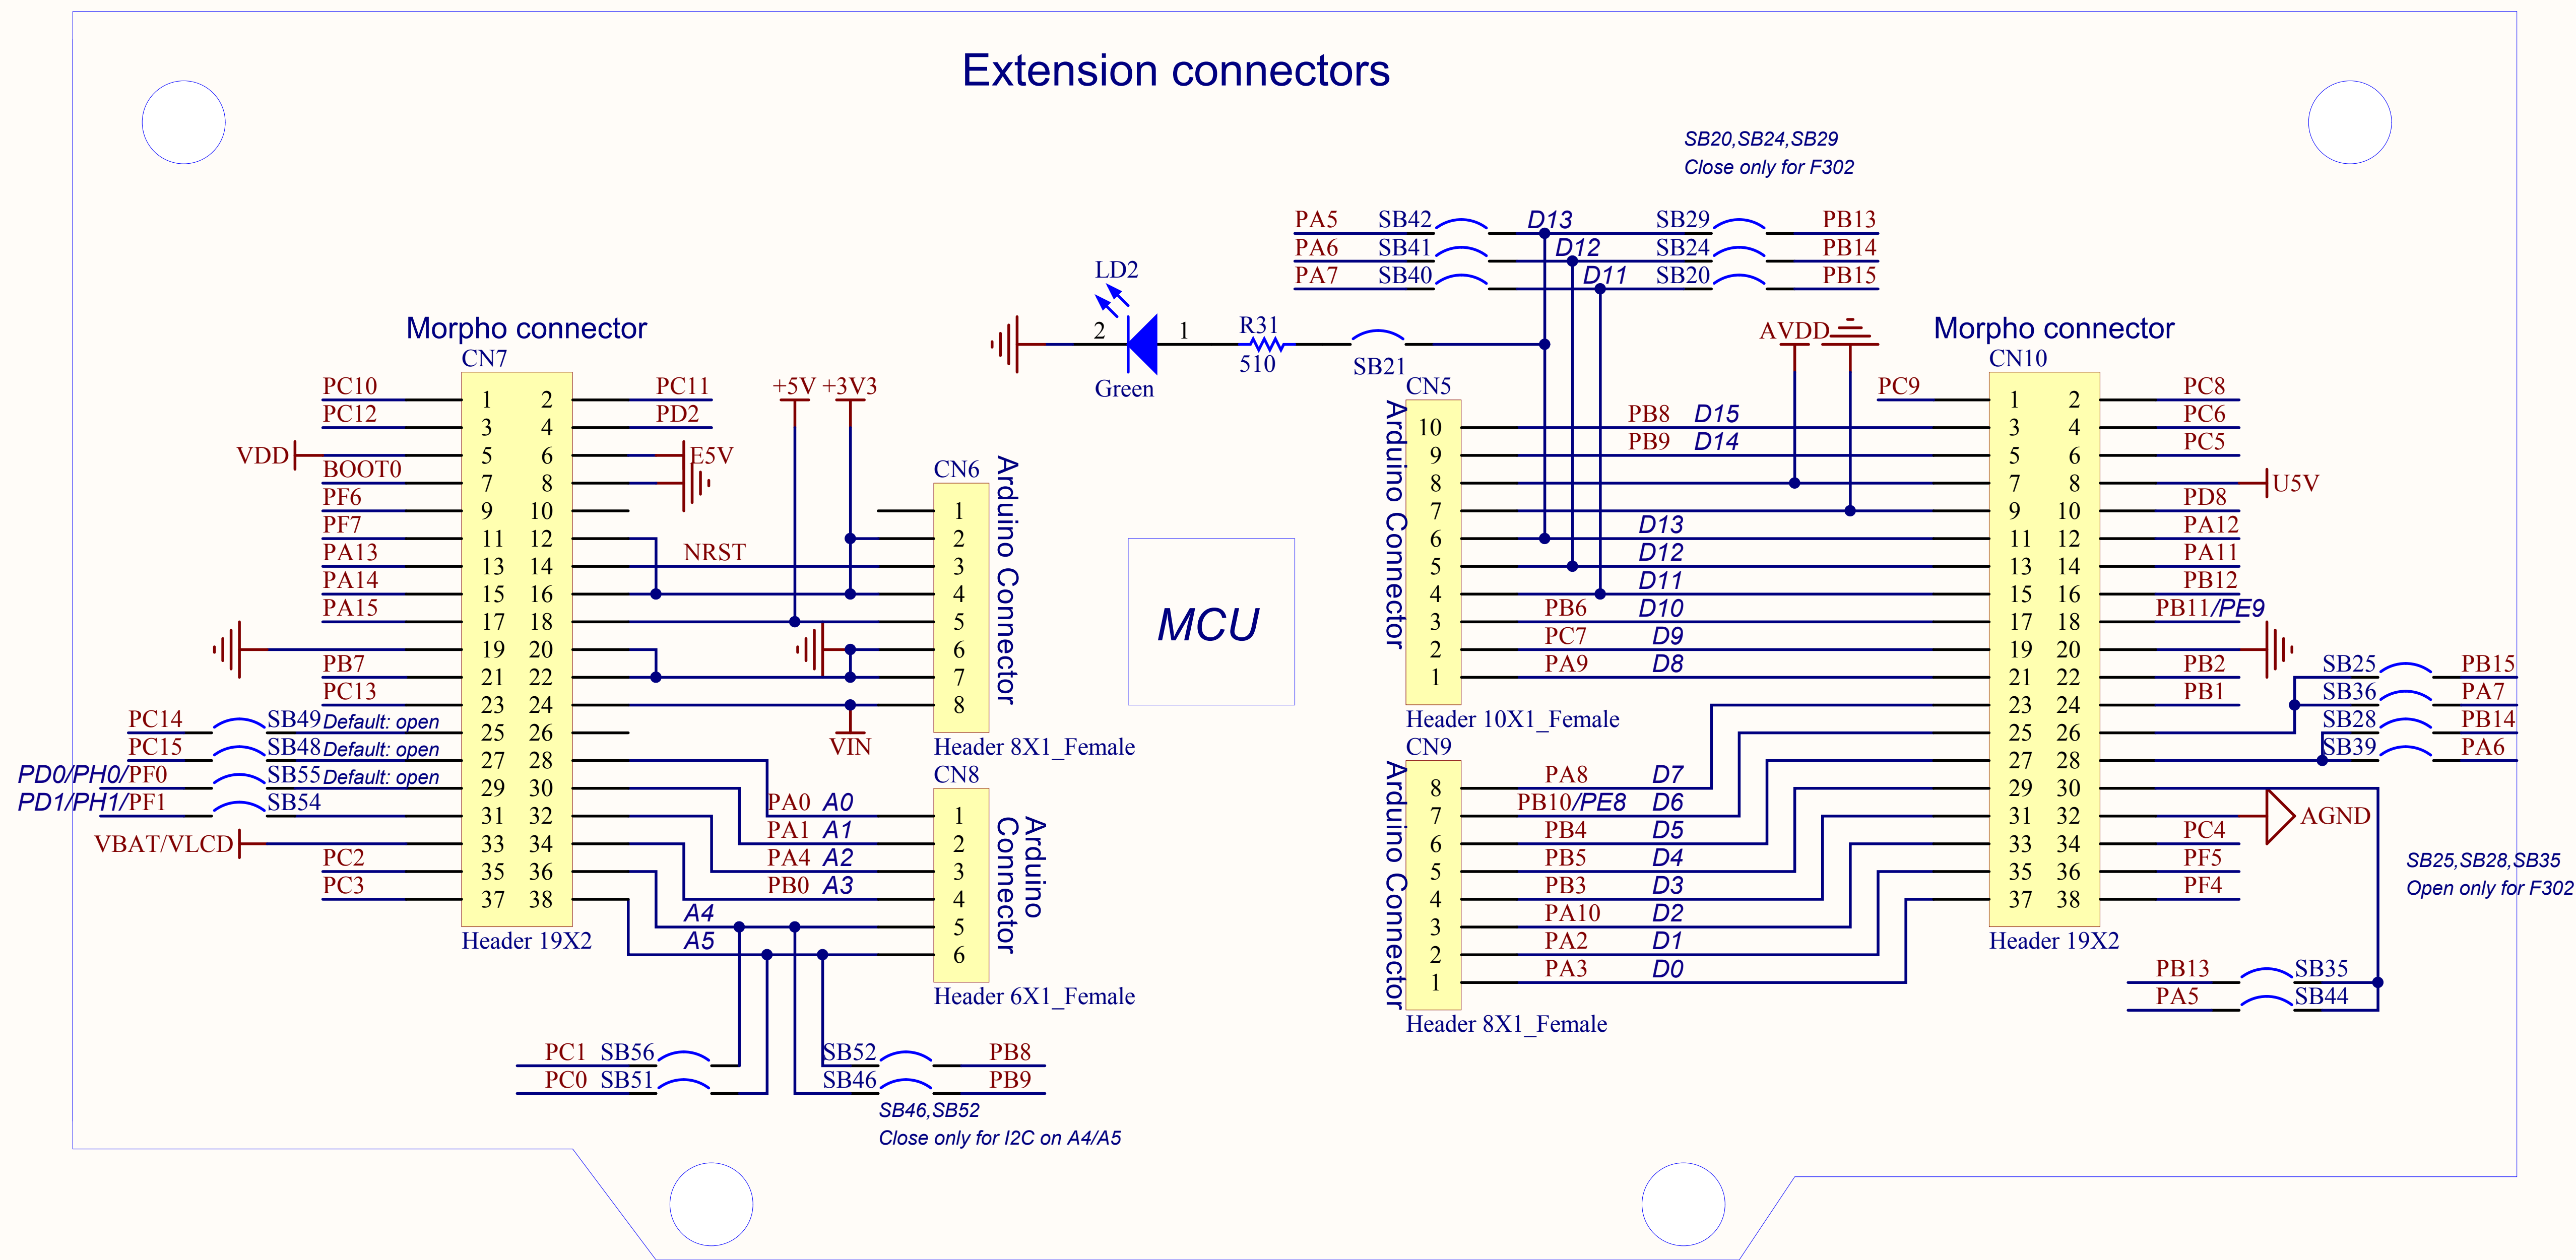 Extension connectors
SB20,SB24,SB29
Close only for F302
PA5 SB42 D13 SB29 PB13
PA6 SB41 D12 SB24 PB14
PA7 SB40 D11 SB20 PB15
LD2
2 1 R31
510
SB21
Green
Morpho connector
CN7
PC10 1 2 PC11
PC12 3 4 PD2
VDD 5 6 E5V
BOOT0 7 8
PF6 9 10
PF7 11 12
PA13 13 14 NRST
PA14 15 16
PA15 17 18
19 20
PB7 21 22
PC13 23 24
PC14 SB49 Default: open 25 26
PC15 SB48 Default: open 27 28
PD0/PH0/PF0 SB55 Default: open 29 30
PD1/PH1/PF1 SB54 31 32
VBAT/VLCD 33 34
PC2 35 36
PC3 37 38
Header 19X2
+5V +3V3
VIN
CN6
Arduino Connector
1
2
3
4
5
6
7
8
Header 8X1_Female
CN8
Arduino
Connector
PA0 A0 1
PA1 A1 2
PA4 A2 3
PB0 A3 4
A4 5
A5 6
Header 6X1_Female
PC1 SB56 SB52 PB8
PC0 SB51 SB46 PB9
SB46,SB52
Close only for I2C on A4/A5
MCU
CN5
Arduino Connector
10 PB8 D15
9 PB9 D14
8
7
6 D13
5 D12
4 D11
3 PB6 D10
2 PC7 D9
1 PA9 D8
Header 10X1_Female
AVDD
CN9
Arduino Connector
8 PA8 D7
7 PB10/PE8 D6
6 PB4 D5
5 PB5 D4
4 PB3 D3
3 PA10 D2
2 PA2 D1
1 PA3 D0
Header 8X1_Female
Morpho connector
CN10
PC9 1 2 PC8
3 4 PC6
5 6 PC5
7 8 U5V
9 10 PD8
11 12 PA12
13 14 PA11
15 16 PB12
17 18 PB11/PE9
19 20
21 22 PB2
23 24 PB1
25 26
27 28
29 30
31 32 AGND
33 34 PC4
35 36 PF5
37 38 PF4
Header 19X2
SB25 PB15
SB36 PA7
SB28 PB14
SB39 PA6
SB25,SB28,SB35
Open only for F302
PB13 SB35
PA5 SB44